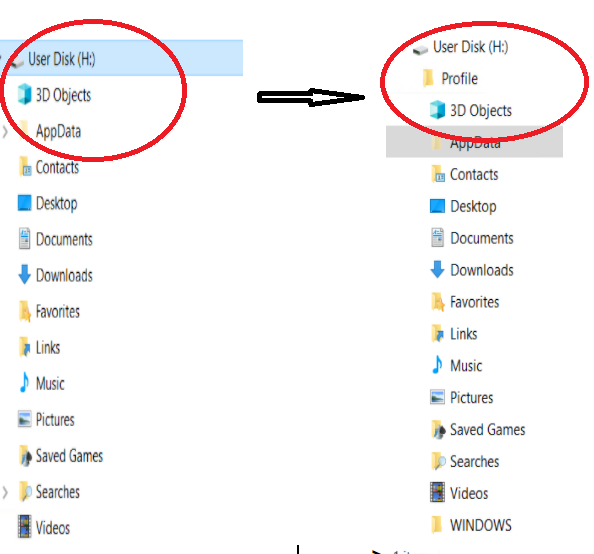 User Disk (H:)
3D Objects
AppData
Contacts
Desktop
Documents
Downloads
Favorites
Links
Music
Pictures
Saved Games
Searches
Videos
User Disk (H:)
Profile
3D Objects
AppData
Contacts
Desktop
Documents
Downloads
Favorites
Links
Music
Pictures
Saved Games
Searches
Videos
WINDOWS